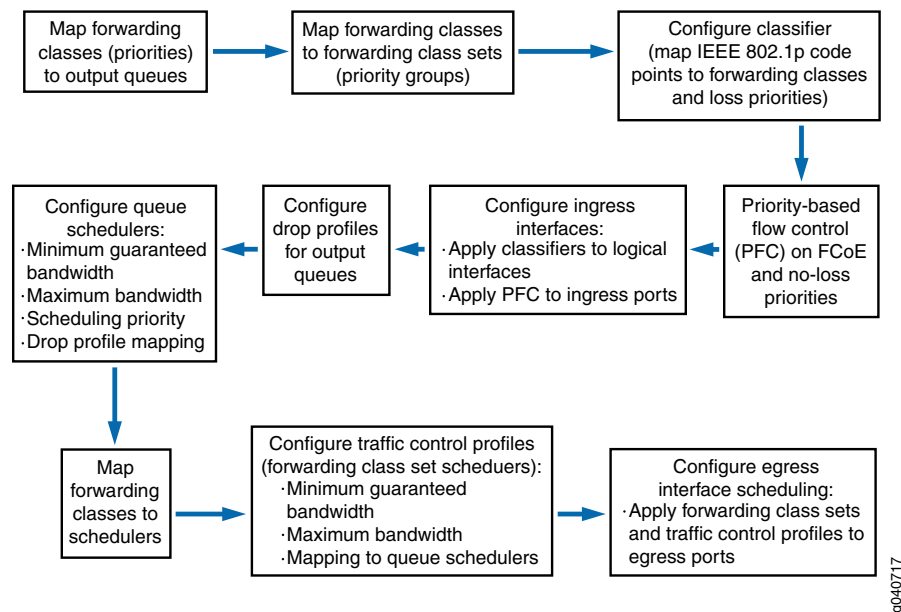 Map forwarding
classes (priorities)
to output queues
Map forwarding classes
to forwarding class sets
(priority groups)
Configure classifier
(map IEEE 802.1p code
points to forwarding classes
and loss priorities)
Priority-based
flow control
(PFC) on FCoE
and no-loss
priorities
Configure ingress
interfaces:
·Apply classifiers to logical
interfaces
·Apply PFC to ingress ports
Configure
drop profiles
for output
queues
Configure queue
schedulers:
·Minimum guaranteed
bandwidth
·Maximum bandwidth
·Scheduling priority
·Drop profile mapping
Map
forwarding
classes to
schedulers
Configure traffic control profiles
(forwarding class set scheduers):
·Minimum guaranteed
bandwidth
·Maximum bandwidth
·Mapping to queue schedulers
Configure egress
interface scheduling:
·Apply forwarding class sets
and traffic control profiles to
egress ports
g040717